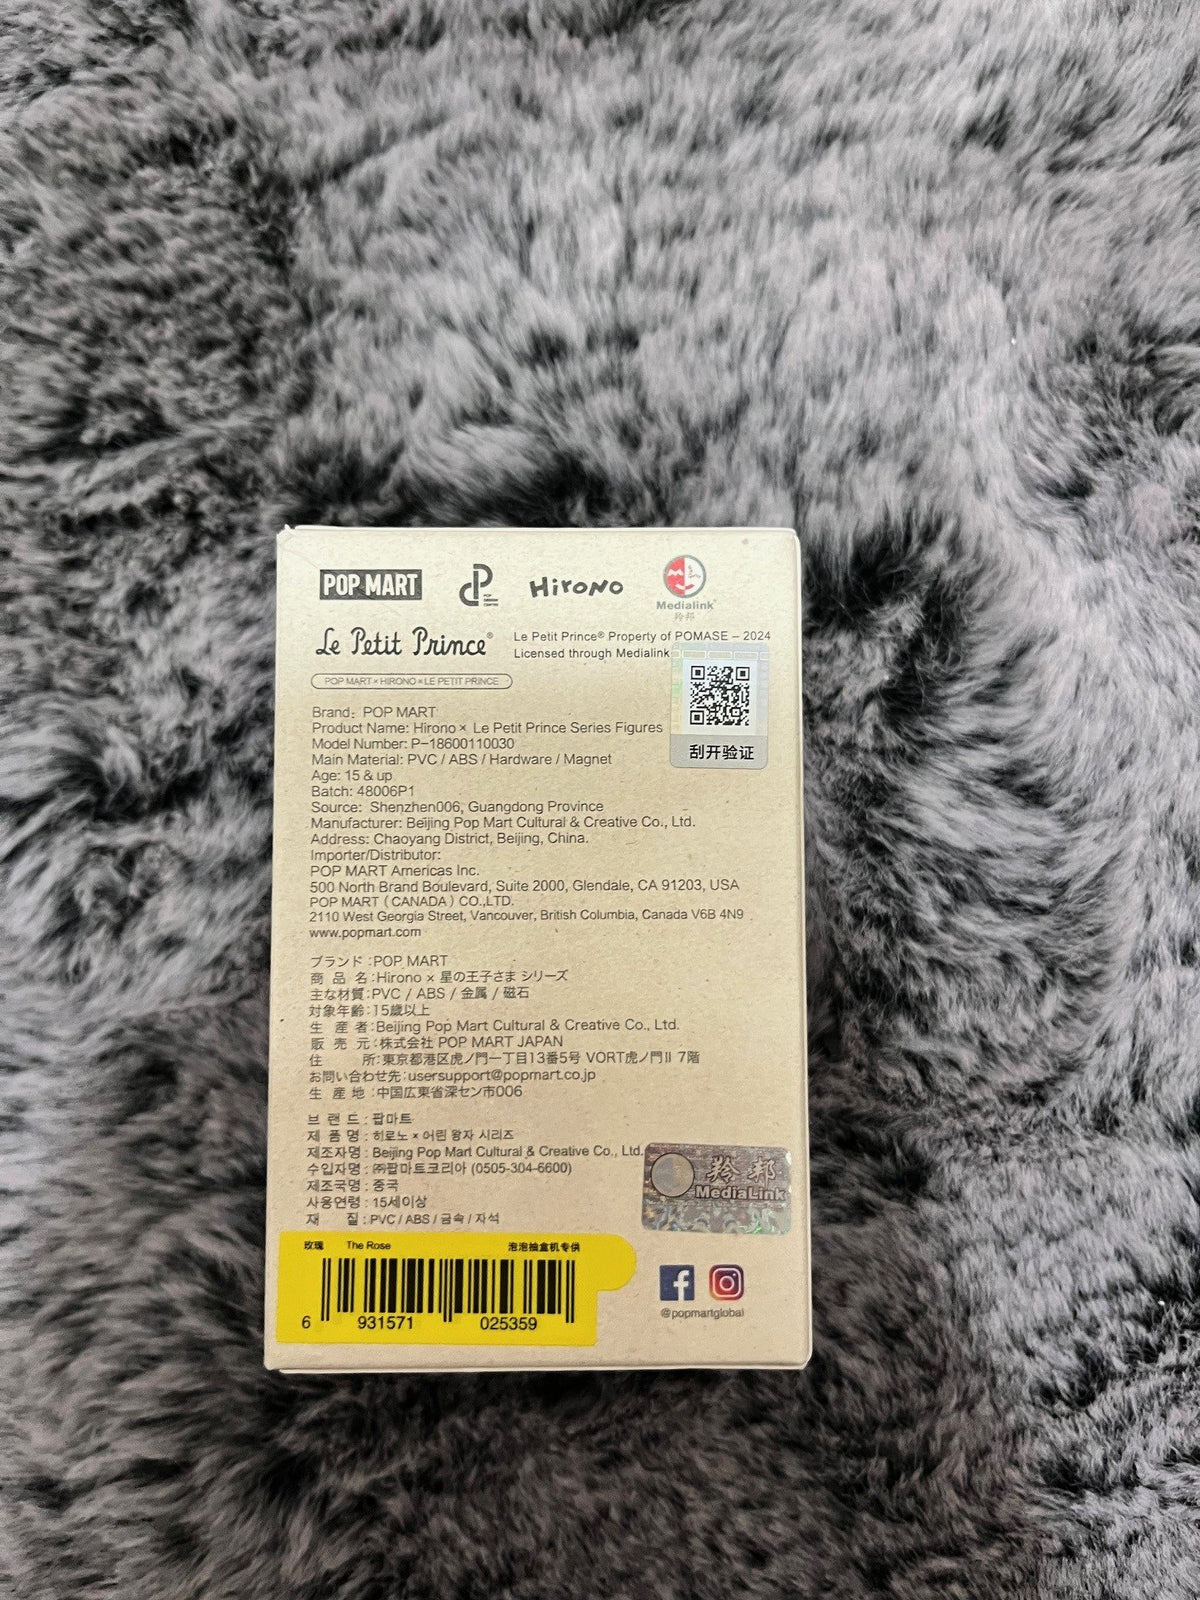 POP MART
POP DESIGN CENTER
Hirono
Medialink®
羚邦
Le Petit Prince®
Le Petit Prince® Property of POMASE – 2024
Licensed through Medialink
POP MART × HIRONO × LE PETIT PRINCE
刮开验证
Brand: POP MART
Product Name: Hirono × Le Petit Prince Series Figures
Model Number: P-18600110030
Main Material: PVC / ABS / Hardware / Magnet
Age: 15 & up
Batch: 48006P1
Source: Shenzhen006, Guangdong Province
Manufacturer: Beijing Pop Mart Cultural & Creative Co., Ltd.
Address: Chaoyang District, Beijing, China.
Importer/Distributor:
POP MART Americas Inc.
500 North Brand Boulevard, Suite 2000, Glendale, CA 91203, USA
POP MART (CANADA) CO.,LTD.
2110 West Georgia Street, Vancouver, British Columbia, Canada V6B 4N9
www.popmart.com
ブランド:POP MART
商 品 名:Hirono × 星の王子さま シリーズ
主な材質:PVC / ABS / 金属 / 磁石
対象年齢:15歳以上
生 産 者:Beijing Pop Mart Cultural & Creative Co., Ltd.
販 売 元:株式会社 POP MART JAPAN
住 所:東京都港区虎ノ門一丁目13番5号 VORT虎ノ門II 7階
お問い合わせ先:usersupport@popmart.co.jp
生 産 地:中国広東省深セン市006
브 랜 드 : 팝마트
제 품 명 : 히로노 × 어린 왕자 시리즈
제조자명 : Beijing Pop Mart Cultural & Creative Co., Ltd.
수입자명 : ㈜팝마트코리아 (0505-304-6600)
제조국명 : 중국
사용연령 : 15세이상
재 질 : PVC / ABS / 금속 / 자석
羚邦
MediaLink
玫瑰 The Rose 泡泡抽盒机专供
6 931571 025359
@popmartglobal